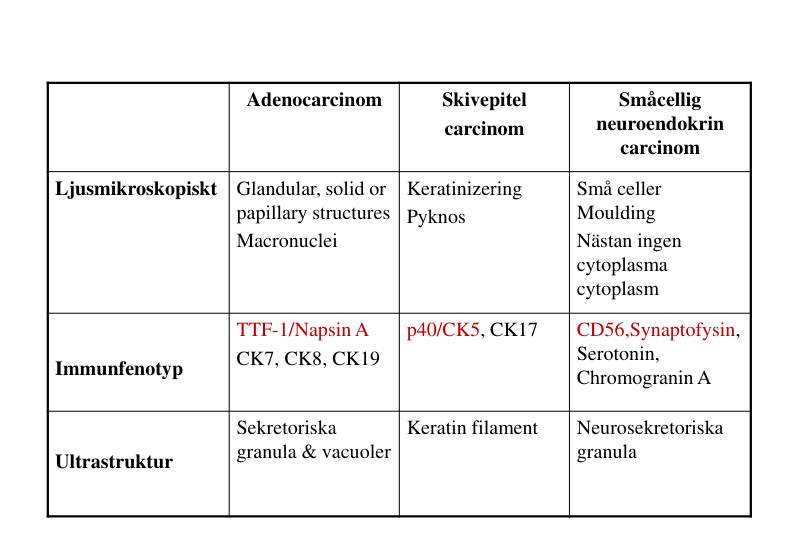 Adenocarcinom
Skivepitel
carcinom
Småcellig
neuroendokrin
carcinom
Ljusmikroskopiskt
Glandular, solid or
papillary structures
Macronuclei
Keratinizering
Pyknos
Små celler
Moulding
Nästan ingen
cytoplasma
cytoplasm
Immunfenotyp
TTF-1/Napsin A
CK7, CK8, CK19
p40/CK5, CK17
CD56,Synaptofysin,
Serotonin,
Chromogranin A
Ultrastruktur
Sekretoriska
granula & vacuoler
Keratin filament
Neurosekretoriska
granula